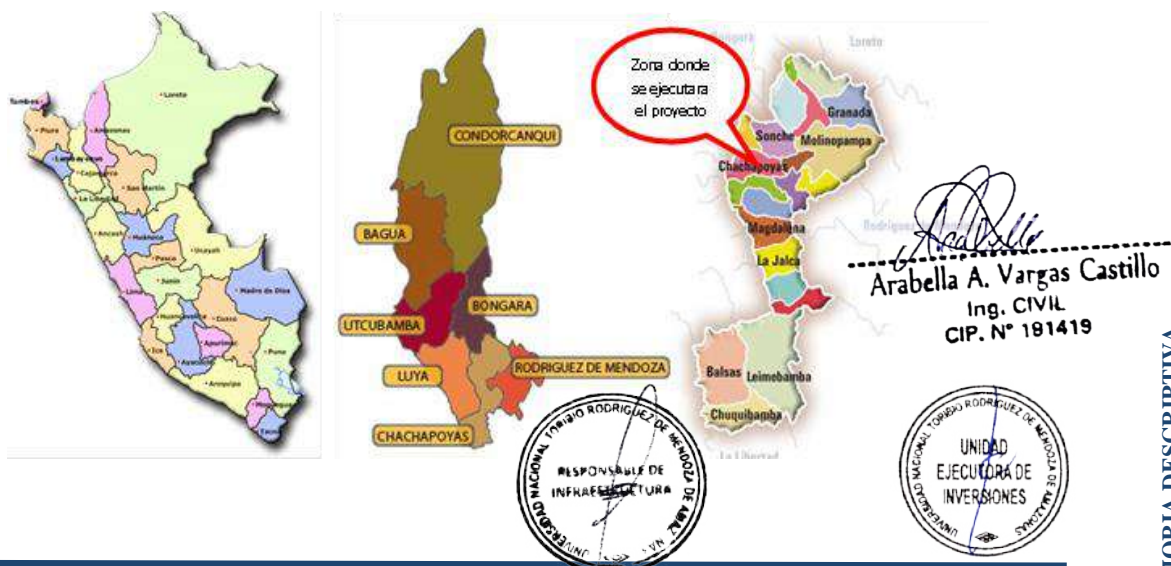 Loreto
Tumbes
Piura
Amazonas
Lambayeque
Cajamarca
San Martín
La Libertad
Ancash
Huánuco
Ucayali
Pasco
Junín
Lima
Madre de Dios
Huancavelica
Cusco
Ica
Apurímac
Ayacucho
Puno
Arequipa
Moquegua
Tacna
CONDORCANQUI
BAGUA
BONGARA
UTCUBAMBA
LUYA
RODRIGUEZ DE MENDOZA
CHACHAPOYAS
Zona donde
se ejecutara
el proyecto
Loreto
Granada
Sonche
Molinopampa
Chachapoyas
Magdalena
La Jalca
Balsas
Leimebamba
Chuquibamba
La Libertad
Arabella A. Vargas Castillo
Ing. CIVIL
CIP. N° 191419
UNIVERSIDAD NACIONAL TORIBIO RODRIGUEZ DE MENDOZA DE AMAZONAS
RESPONSABLE DE
INFRAESTRUCTURA
UNIVERSIDAD NACIONAL TORIBIO RODRIGUEZ DE MENDOZA DE AMAZONAS
UNIDAD
EJECUTORA DE
INVERSIONES
DESCRIPTIVA